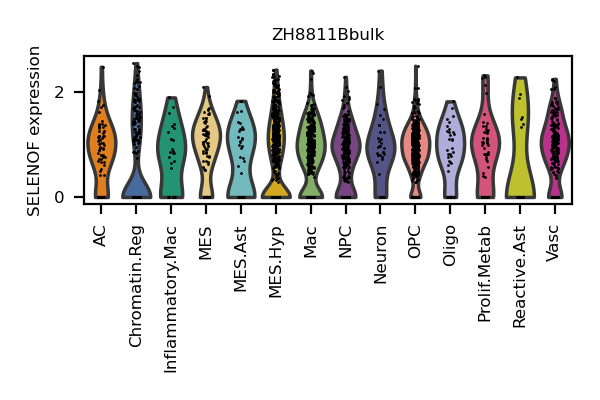 ZH8811Bbulk
SELENOF expression
2
0
AC
Chromatin.Reg
Inflammatory.Mac
MES
MES.Ast
MES.Hyp
Mac
NPC
Neuron
OPC
Oligo
Prolif.Metab
Reactive.Ast
Vasc